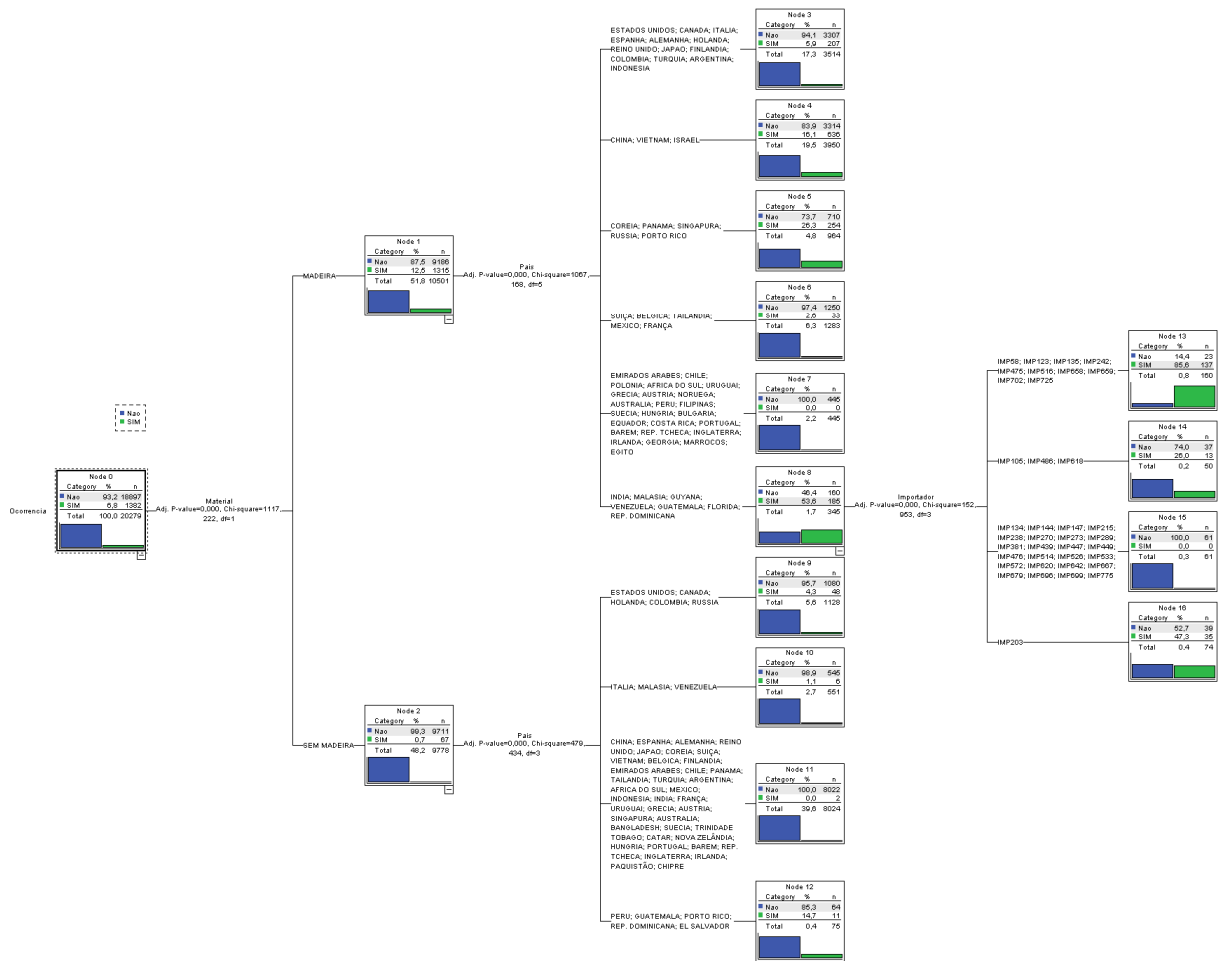 Nao
SIM
Ocorrencia
Node 0
Category % n
Nao 93,2 18897
SIM 6,8 1382
Total 100,0 20279
Material
Adj. P-value=0,000, Chi-square=1117,
222, df=1
MADEIRA
Node 1
Category % n
Nao 87,5 9186
SIM 12,5 1315
Total 51,8 10501
Pais
Adj. P-value=0,000, Chi-square=1067,
168, df=5
ESTADOS UNIDOS; CANADA; ITALIA;
ESPANHA; ALEMANHA; HOLANDA;
REINO UNIDO; JAPAO; FINLANDIA;
COLOMBIA; TURQUIA; ARGENTINA;
INDONESIA
Node 3
Category % n
Nao 94,1 3307
SIM 5,9 207
Total 17,3 3514
CHINA; VIETNAM; ISRAEL
Node 4
Category % n
Nao 83,9 3314
SIM 16,1 636
Total 19,5 3950
COREIA; PANAMA; SINGAPURA;
RUSSIA; PORTO RICO
Node 5
Category % n
Nao 73,7 710
SIM 26,3 254
Total 4,8 964
SUIÇA; BELGICA; TAILANDIA;
MEXICO; FRANÇA
Node 6
Category % n
Nao 97,4 1250
SIM 2,6 33
Total 6,3 1283
EMIRADOS ARABES; CHILE;
POLONIA; AFRICA DO SUL; URUGUAI;
GRECIA; AUSTRIA; NORUEGA;
AUSTRALIA; PERU; FILIPINAS;
SUECIA; HUNGRIA; BULGARIA;
EQUADOR; COSTA RICA; PORTUGAL;
BAREM; REP. TCHECA; INGLATERRA;
IRLANDA; GEORGIA; MARROCOS;
EGITO
Node 7
Category % n
Nao 100,0 445
SIM 0,0 0
Total 2,2 445
INDIA; MALASIA; GUYANA;
VENEZUELA; GUATEMALA; FLORIDA;
REP. DOMINICANA
Node 8
Category % n
Nao 46,4 160
SIM 53,6 185
Total 1,7 345
Importador
Adj. P-value=0,000, Chi-square=152,
953, df=3
IMP58; IMP123; IMP135; IMP242;
IMP475; IMP516; IMP658; IMP659;
IMP702; IMP725
Node 13
Category % n
Nao 14,4 23
SIM 85,6 137
Total 0,8 160
IMP105; IMP486; IMP618
Node 14
Category % n
Nao 74,0 37
SIM 26,0 13
Total 0,2 50
IMP134; IMP144; IMP147; IMP215;
IMP238; IMP270; IMP273; IMP289;
IMP381; IMP439; IMP447; IMP449;
IMP476; IMP514; IMP526; IMP533;
IMP572; IMP620; IMP642; IMP667;
IMP679; IMP696; IMP699; IMP775
Node 15
Category % n
Nao 100,0 61
SIM 0,0 0
Total 0,3 61
IMP203
Node 16
Category % n
Nao 52,7 39
SIM 47,3 35
Total 0,4 74
SEM MADEIRA
Node 2
Category % n
Nao 99,3 9711
SIM 0,7 67
Total 48,2 9778
Pais
Adj. P-value=0,000, Chi-square=479,
434, df=3
ESTADOS UNIDOS; CANADA;
HOLANDA; COLOMBIA; RUSSIA
Node 9
Category % n
Nao 95,7 1080
SIM 4,3 48
Total 5,6 1128
ITALIA; MALASIA; VENEZUELA
Node 10
Category % n
Nao 98,9 545
SIM 1,1 6
Total 2,7 551
CHINA; ESPANHA; ALEMANHA; REINO
UNIDO; JAPAO; COREIA; SUIÇA;
VIETNAM; BELGICA; FINLANDIA;
EMIRADOS ARABES; CHILE; PANAMA;
TAILANDIA; TURQUIA; ARGENTINA;
AFRICA DO SUL; MEXICO;
INDONESIA; INDIA; FRANÇA;
URUGUAI; GRECIA; AUSTRIA;
SINGAPURA; AUSTRALIA;
BANGLADESH; SUECIA; TRINIDADE
TOBAGO; CATAR; NOVA ZELÂNDIA;
HUNGRIA; PORTUGAL; BAREM; REP.
TCHECA; INGLATERRA; IRLANDA;
PAQUISTÃO; CHIPRE
Node 11
Category % n
Nao 100,0 8022
SIM 0,0 2
Total 39,6 8024
PERU; GUATEMALA; PORTO RICO;
REP. DOMINICANA; EL SALVADOR
Node 12
Category % n
Nao 85,3 64
SIM 14,7 11
Total 0,4 75